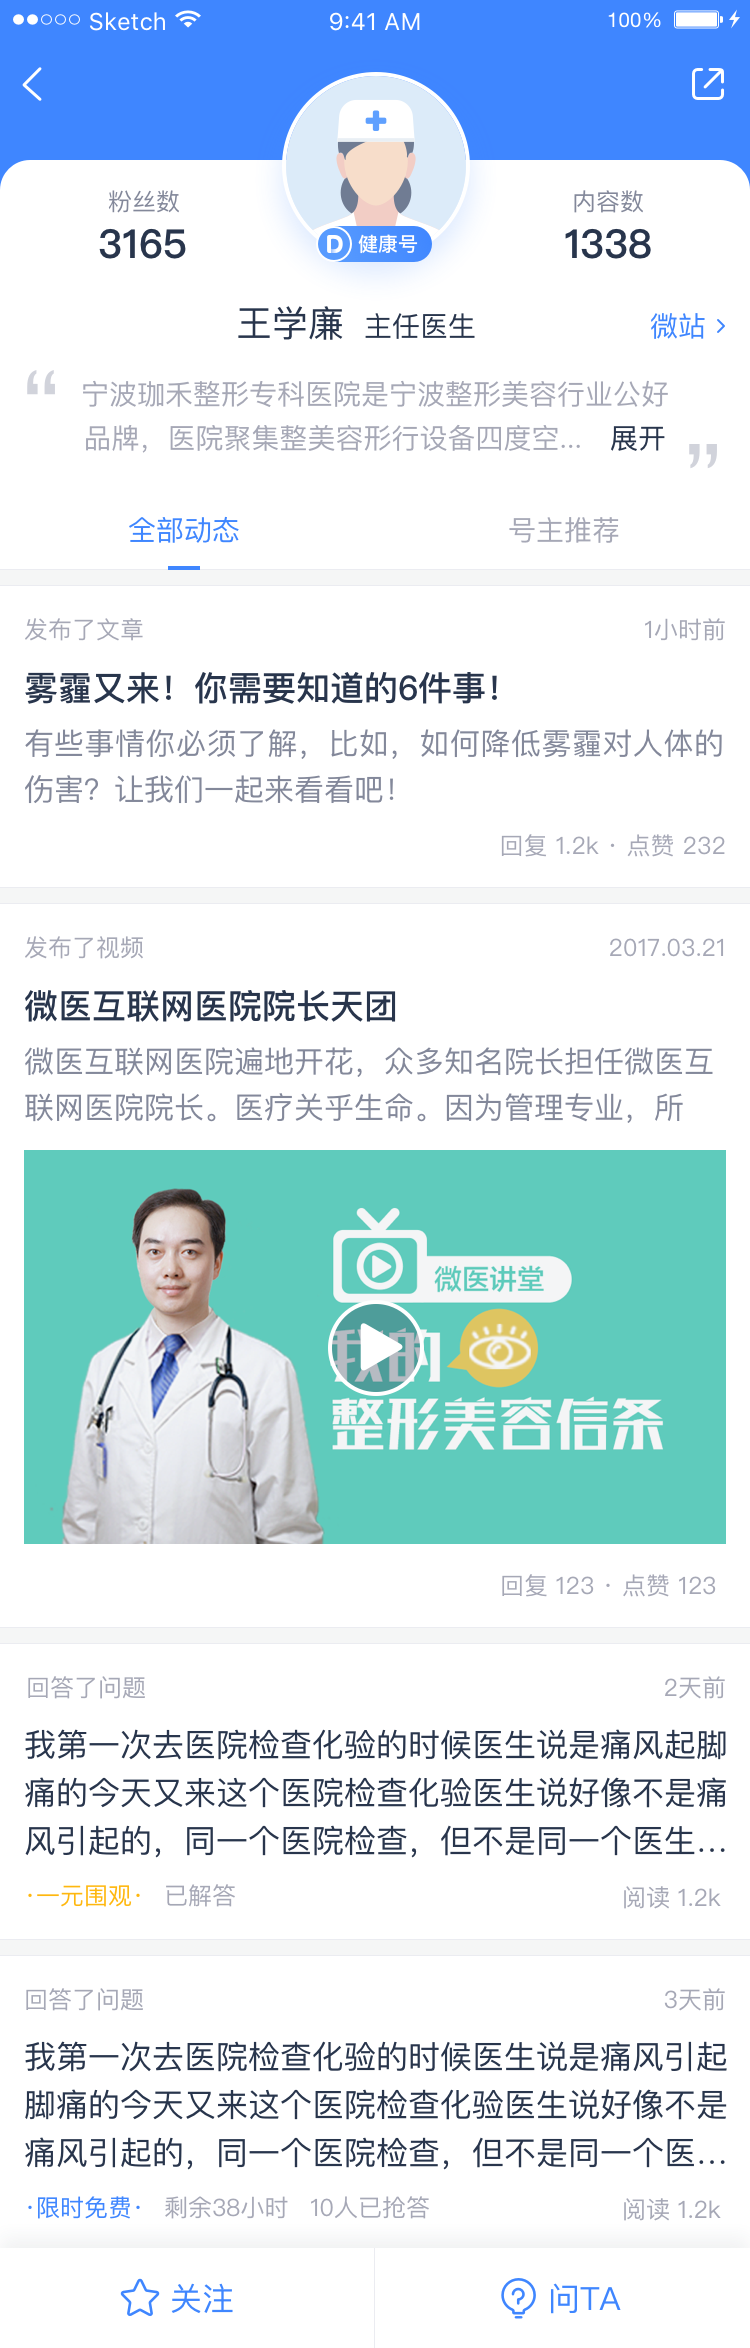 Sketch 9:41 AM 100%
粉丝数
3165
内容数
1338
D 健康号
王学廉 主任医生 微站
“
宁波珈禾整形专科医院是宁波整形美容行业公好
品牌，医院聚集整美容形行设备四度空... 展开
”
全部动态 号主推荐
发布了文章 1小时前
雾霾又来！你需要知道的6件事！
有些事情你必须了解，比如，如何降低雾霾对人体的
伤害？让我们一起来看看吧！
回复 1.2k · 点赞 232
发布了视频 2017.03.21
微医互联网医院院长天团
微医互联网医院遍地开花，众多知名院长担任微医互
联网医院院长。医疗关乎生命。因为管理专业，所
微医讲堂
我的
整形美容信条
回复 123 · 点赞 123
回答了问题 2天前
我第一次去医院检查化验的时候医生说是痛风起脚
痛的今天又来这个医院检查化验医生说好像不是痛
风引起的，同一个医院检查，但不是同一个医生...
·一元围观· 已解答 阅读 1.2k
回答了问题 3天前
我第一次去医院检查化验的时候医生说是痛风引起
脚痛的今天又来这个医院检查化验医生说好像不是
痛风引起的，同一个医院检查，但不是同一个医...
·限时免费· 剩余38小时 10人已抢答 阅读 1.2k
关注 问TA